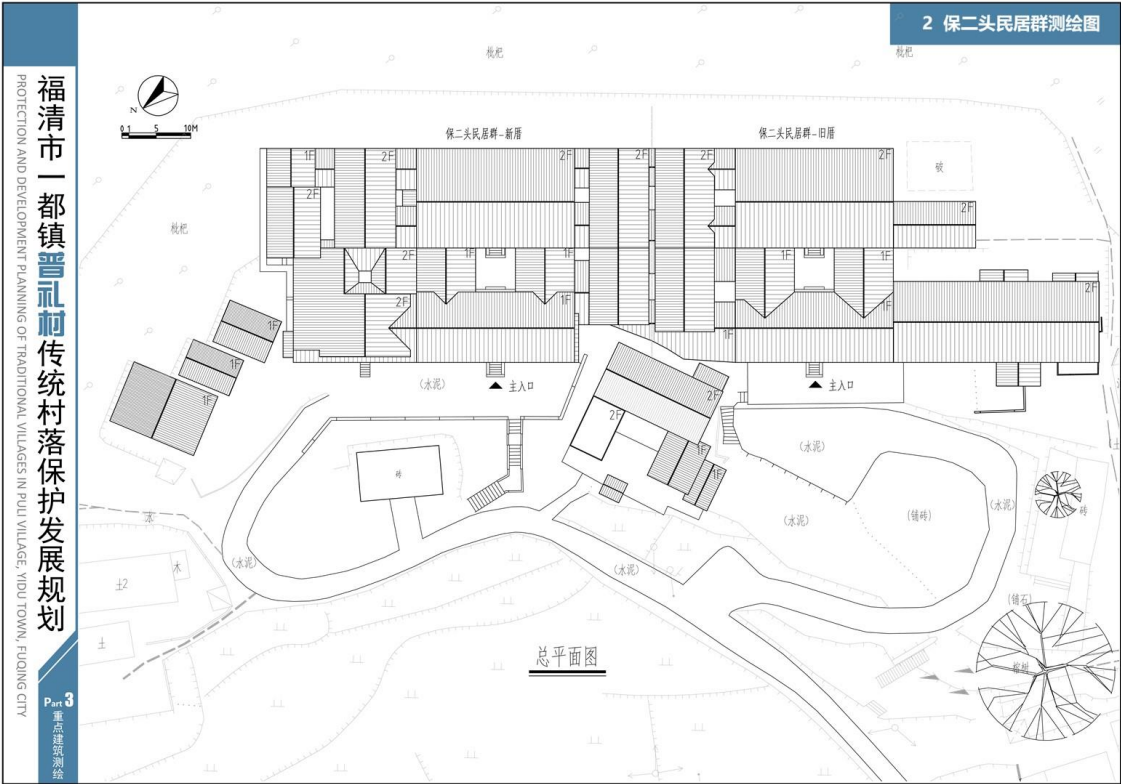 2 保二头民居群测绘图
福清市一都镇普礼村传统村落保护发展规划
PROTECTION AND DEVELOPMENT PLANNING OF TRADITIONAL VILLAGES IN PULI VILLAGE, YIDU TOWN, FUQING CITY
Part 3
重点建筑测绘
枇杷
枇杷
N
0 1 5 10M
保二头民居群-新厝
保二头民居群-旧厝
1F
2F
2F
2F
2F
2F
破
2F
2F
枇杷
2F
1F
1F
1F
1F
2F
1F
1F
2F
1F
1F
1F
1F
(水泥)
主入口
主入口
2F
2F
1F
1F
砖
(水泥)
(水泥)
(铺砖)
(水泥)
砖
土
(水泥)
(水泥)
木
土2
土
(铺石)
榕树
总平面图